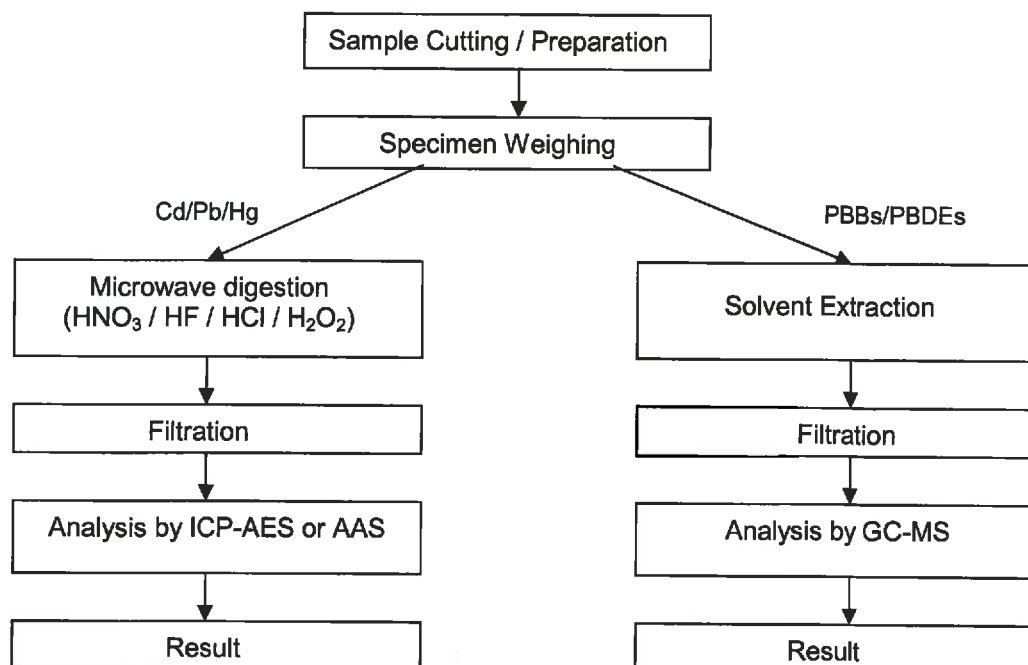 Sample Cutting / Preparation
Specimen Weighing
Cd/Pb/Hg
PBBs/PBDEs
Microwave digestion
(HNO₃ / HF / HCl / H₂O₂)
Solvent Extraction
Filtration
Filtration
Analysis by ICP-AES or AAS
Analysis by GC-MS
Result
Result